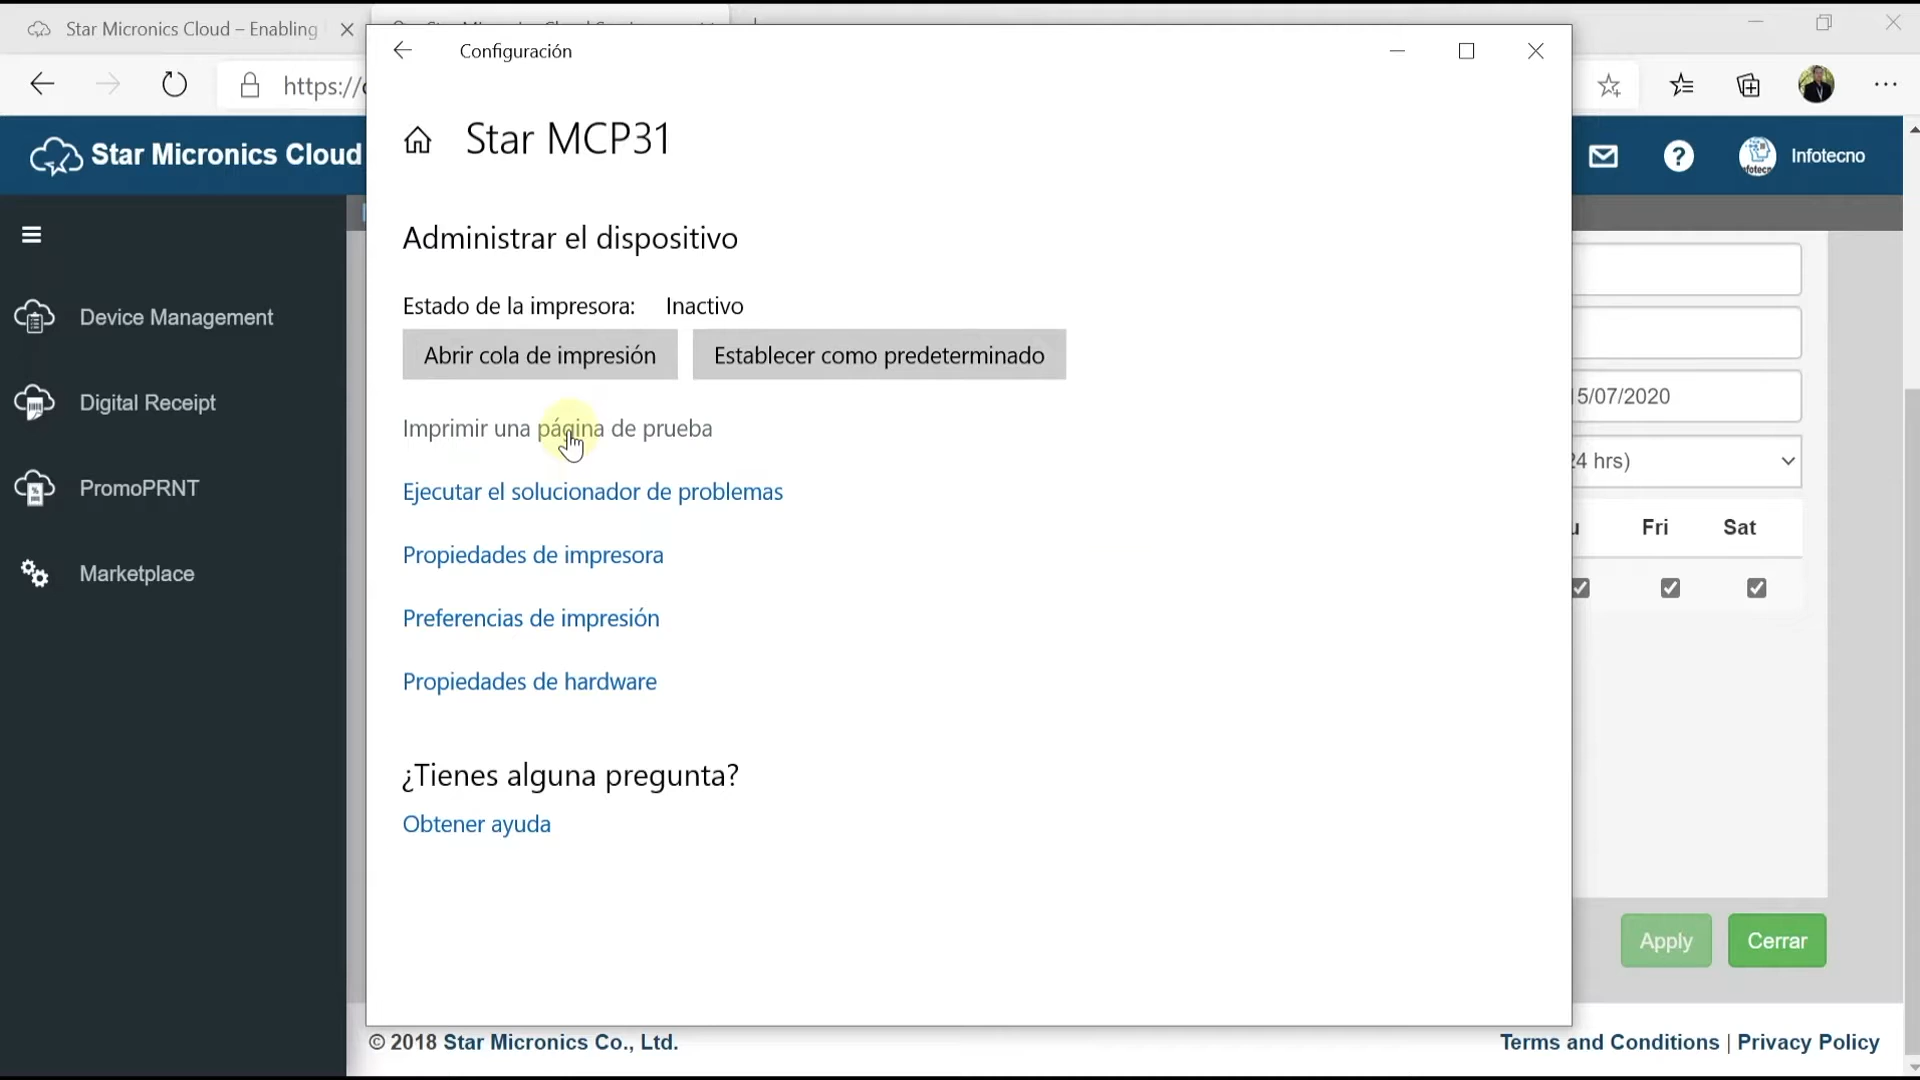 Star Micronics Cloud – Enabling
Configuración
https://
Star MCP31
Star Micronics Cloud
Infotecno
Administrar el dispositivo
Estado de la impresora: Inactivo
Abrir cola de impresión
Establecer como predeterminado
Imprimir una página de prueba
Ejecutar el solucionador de problemas
Propiedades de impresora
Preferencias de impresión
Propiedades de hardware
¿Tienes alguna pregunta?
Obtener ayuda
Device Management
Digital Receipt
PromoPRNT
Marketplace
5/07/2020
24 hrs)
u Fri Sat
Apply
Cerrar
© 2018 Star Micronics Co., Ltd.
Terms and Conditions | Privacy Policy